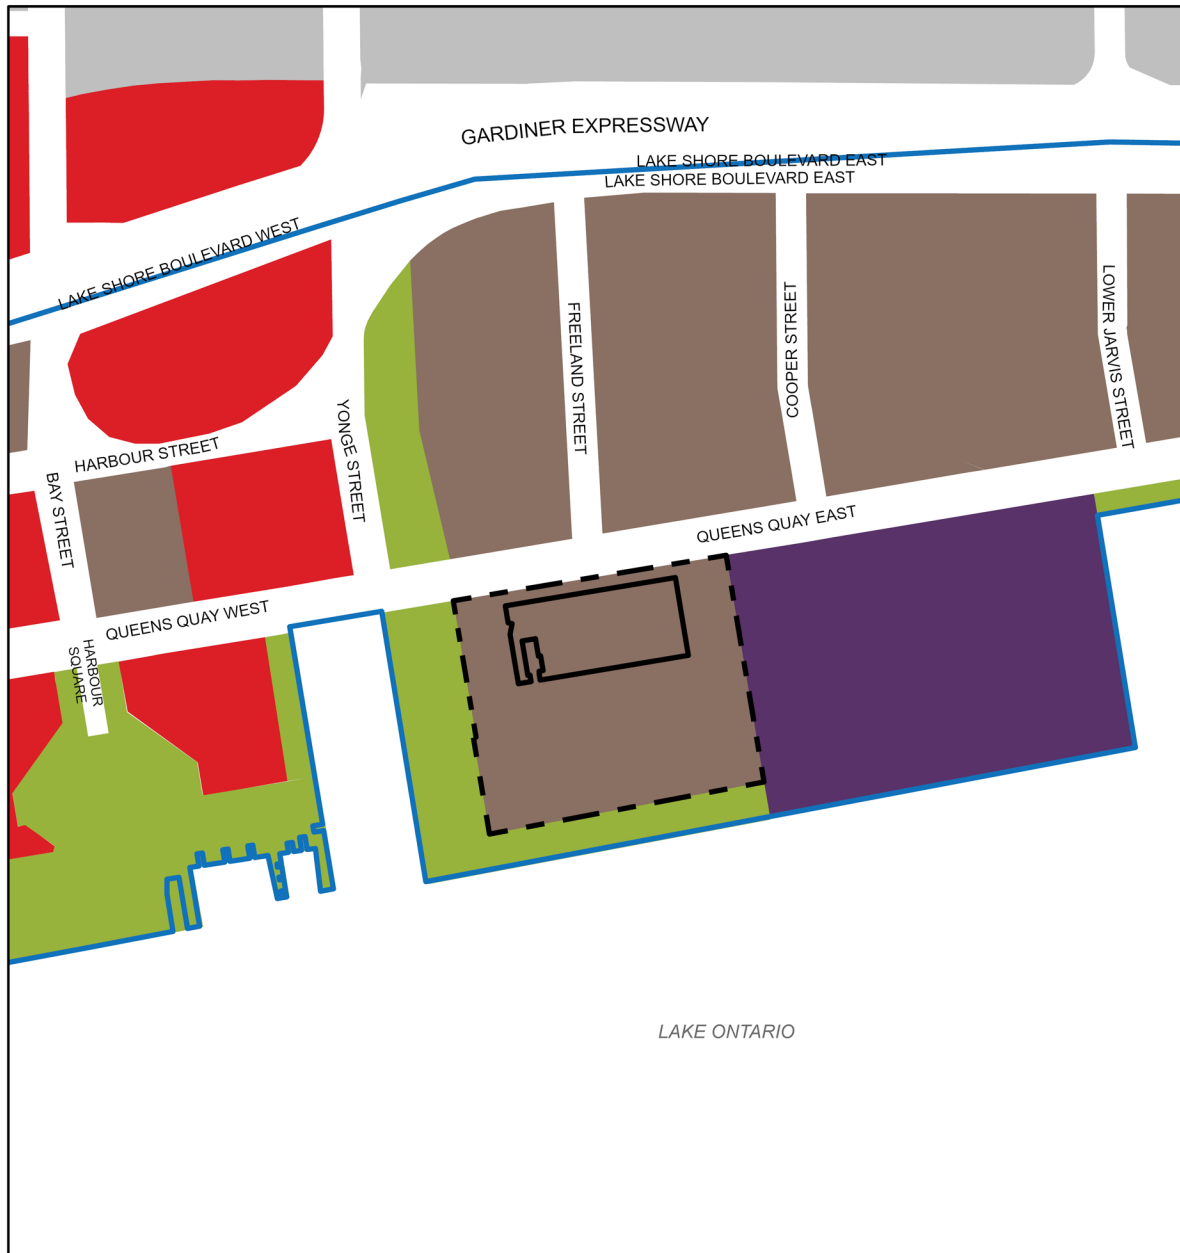 GARDINER EXPRESSWAY
LAKE SHORE BOULEVARD EAST
LAKE SHORE BOULEVARD EAST
LAKE SHORE BOULEVARD WEST
FREELAND STREET
COOPER STREET
LOWER JARVIS STREET
YONGE STREET
HARBOUR STREET
BAY STREET
QUEENS QUAY EAST
QUEENS QUAY WEST
HARBOUR
SQUARE
LAKE ONTARIO